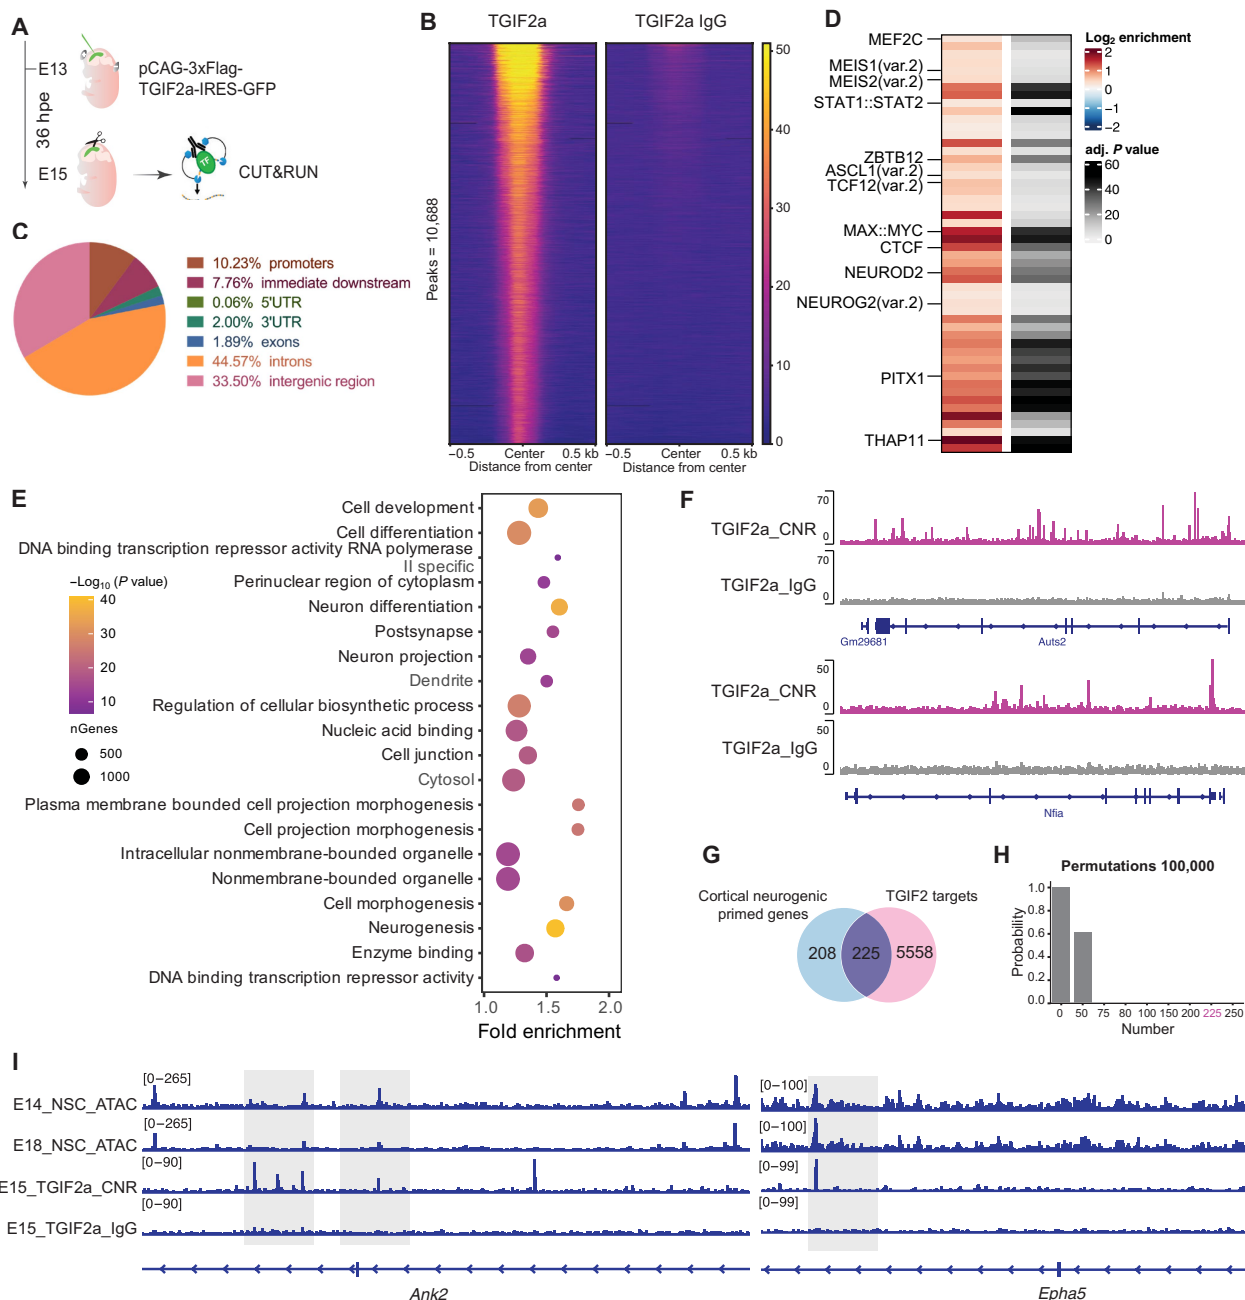 A
E13
36 hpe
E15
pCAG-3xFlag-
TGIF2a-IRES-GFP
TF
CUT&RUN
B
TGIF2a
TGIF2a IgG
Peaks = 10,688
50
40
30
20
10
0
−0.5 Center 0.5 kb
Distance from center
−0.5 Center 0.5 kb
Distance from center
C
10.23% promoters
7.76% immediate downstream
0.06% 5'UTR
2.00% 3'UTR
1.89% exons
44.57% introns
33.50% intergenic region
D
MEF2C
MEIS1(var.2)
MEIS2(var.2)
STAT1::STAT2
ZBTB12
ASCL1(var.2)
TCF12(var.2)
MAX::MYC
CTCF
NEUROD2
NEUROG2(var.2)
PITX1
THAP11
Log2 enrichment
2
1
0
−1
−2
adj. P value
60
40
20
0
E
Cell development
Cell differentiation
DNA binding transcription repressor activity RNA polymerase
II specific
Perinuclear region of cytoplasm
Neuron differentiation
Postsynapse
Neuron projection
Dendrite
Regulation of cellular biosynthetic process
Nucleic acid binding
Cell junction
Cytosol
Plasma membrane bounded cell projection morphogenesis
Cell projection morphogenesis
Intracellular nonmembrane-bounded organelle
Nonmembrane-bounded organelle
Cell morphogenesis
Neurogenesis
Enzyme binding
DNA binding transcription repressor activity
−Log10 (P value)
40
30
20
10
nGenes
500
1000
1.0 1.5 2.0
Fold enrichment
F
70
TGIF2a_CNR
0
70
TGIF2a_IgG
0
Gm29681 Auts2
50
TGIF2a_CNR
0
50
TGIF2a_IgG
0
Nfia
G
Cortical neurogenic
primed genes
TGIF2 targets
208 225 5558
H
Permutations 100,000
Probability
1.0
0.8
0.6
0.4
0.2
0.0
0 50 75 80 100 150 200 225 250
Number
I
[0−265]
E14_NSC_ATAC
[0−265]
E18_NSC_ATAC
[0−90]
E15_TGIF2a_CNR
[0−90]
E15_TGIF2a_IgG
Ank2
[0−100]
[0−100]
[0−99]
[0−99]
Epha5